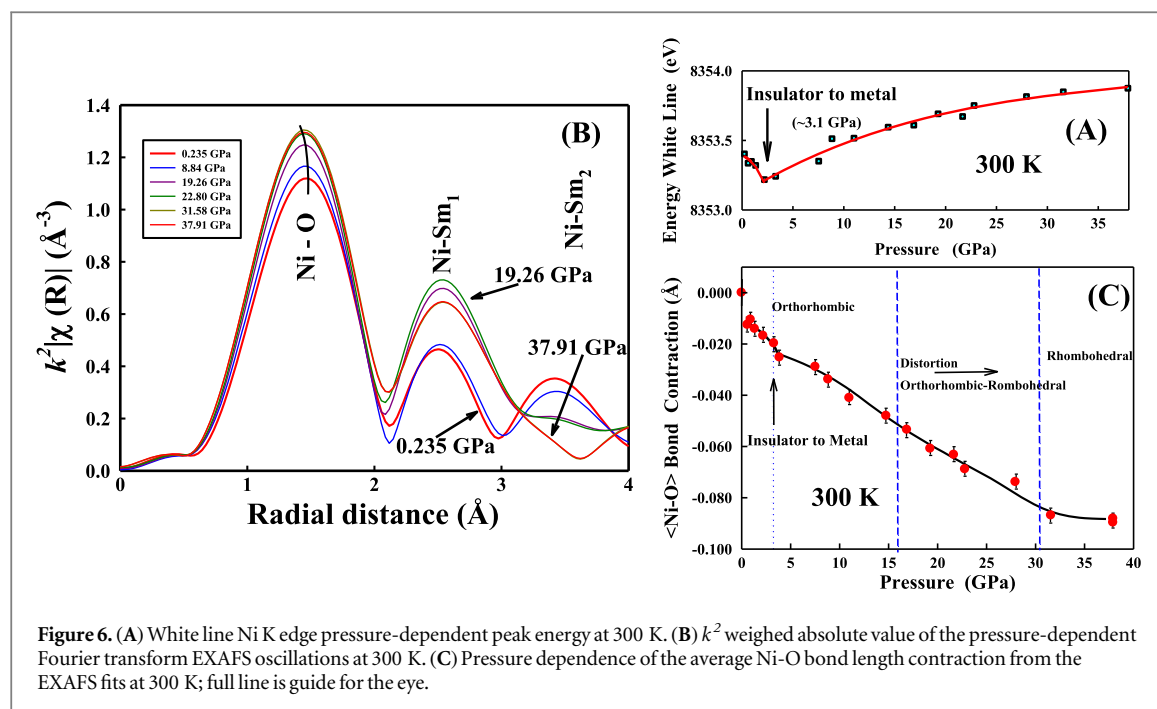 1.4
1.2
1.0
0.8
0.6
0.4
0.2
0.0
0
1
2
3
4
k²|χ (R)| (Å⁻³)
Radial distance (Å)
(B)
0.235 GPa
8.84 GPa
19.26 GPa
22.80 GPa
31.58 GPa
37.91 GPa
Ni - O
Ni-Sm₁
Ni-Sm₂
19.26 GPa
37.91 GPa
0.235 GPa
Energy White Line (eV)
8354.0
8353.5
8353.0
Insulator to metal
(~3.1 GPa)
(A)
300 K
0 5 10 15 20 25 30 35
Pressure (GPa)
<Ni-O> Bond Contraction (Å)
0.000
-0.020
-0.040
-0.060
-0.080
-0.100
Orthorhombic
(C)
Distortion
Orthorhombic-Rombohedral
Rhombohedral
Insulator to Metal
300 K
0 5 10 15 20 25 30 35 40
Pressure (GPa)
Figure 6. (A) White line Ni K edge pressure-dependent peak energy at 300 K. (B) k² weighed absolute value of the pressure-dependent
Fourier transform EXAFS oscillations at 300 K. (C) Pressure dependence of the average Ni-O bond length contraction from the
EXAFS fits at 300 K; full line is guide for the eye.